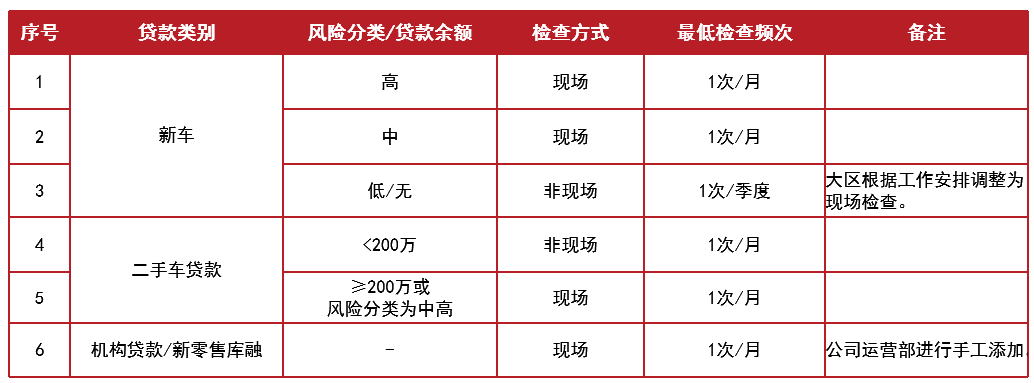 序号 贷款类别 风险分类/贷款余额 检查方式 最低检查频次 备注
1 新车 高 现场 1次/月
2 中 现场 1次/月
3 低/无 非现场 1次/季度 大区根据工作安排调整为
现场检查。
4 二手车贷款 <200万 非现场 1次/月
5 ≥200万或
风险分类为中高 现场 1次/月
6 机构贷款/新零售库融 - 现场 1次/月 公司运营部进行手工添加.